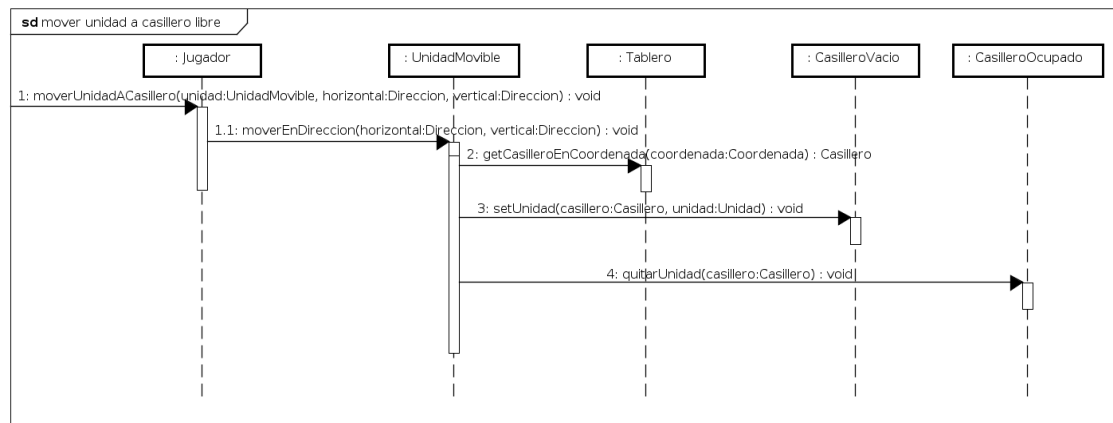 sd mover unidad a casillero libre
: Jugador
: UnidadMovible
: Tablero
: CasilleroVacio
: CasilleroOcupado
1: moverUnidadACasillero(unidad:UnidadMovible, horizontal:Direccion, vertical:Direccion) : void
1.1: moverEnDireccion(horizontal:Direccion, vertical:Direccion) : void
2: getCasilleroEnCoordenada(coordenada:Coordenada) : Casillero
3: setUnidad(casillero:Casillero, unidad:Unidad) : void
4: quitarUnidad(casillero:Casillero) : void